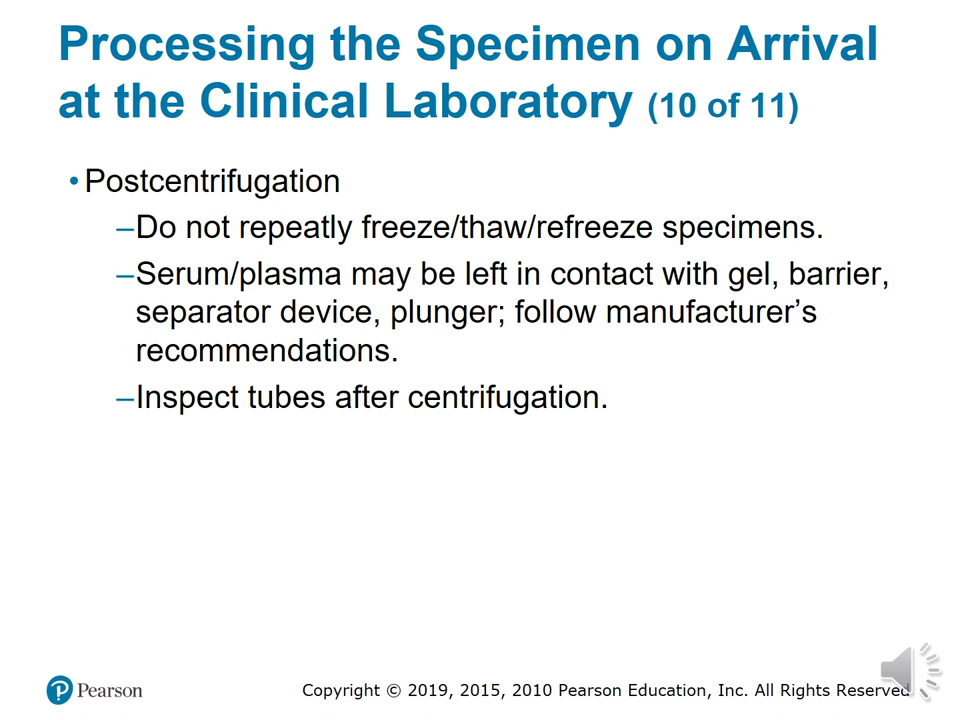 Processing the Specimen on Arrival
at the Clinical Laboratory (10 of 11)
• Postcentrifugation
–Do not repeatly freeze/thaw/refreeze specimens.
–Serum/plasma may be left in contact with gel, barrier,
separator device, plunger; follow manufacturer’s
recommendations.
–Inspect tubes after centrifugation.
Pearson
Copyright © 2019, 2015, 2010 Pearson Education, Inc. All Rights Reserved